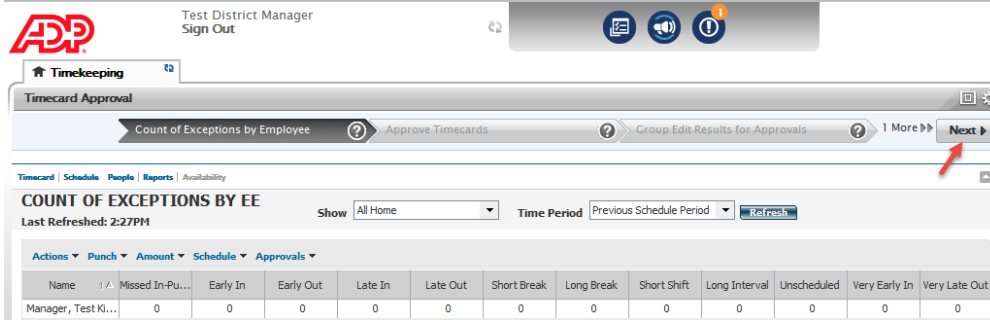 Test District Manager
Sign Out
1
ADP
Timekeeping
Timecard Approval
Count of Exceptions by Employee ? Approve Timecards ? Group Edit Results for Approvals ? 1 More Next
Timecard | Schedule People | Reports | Availability
COUNT OF EXCEPTIONS BY EE
Last Refreshed: 2:27PM
Show All Home Time Period Previous Schedule Period Refresh
Actions Punch Amount Schedule Approvals
Name 1 Missed In-Pu... Early In Early Out Late In Late Out Short Break Long Break Short Shift Long Interval Unscheduled Very Early In Very Late Out
Manager, Test Ki... 0 0 0 0 0 0 0 0 0 0 0 0